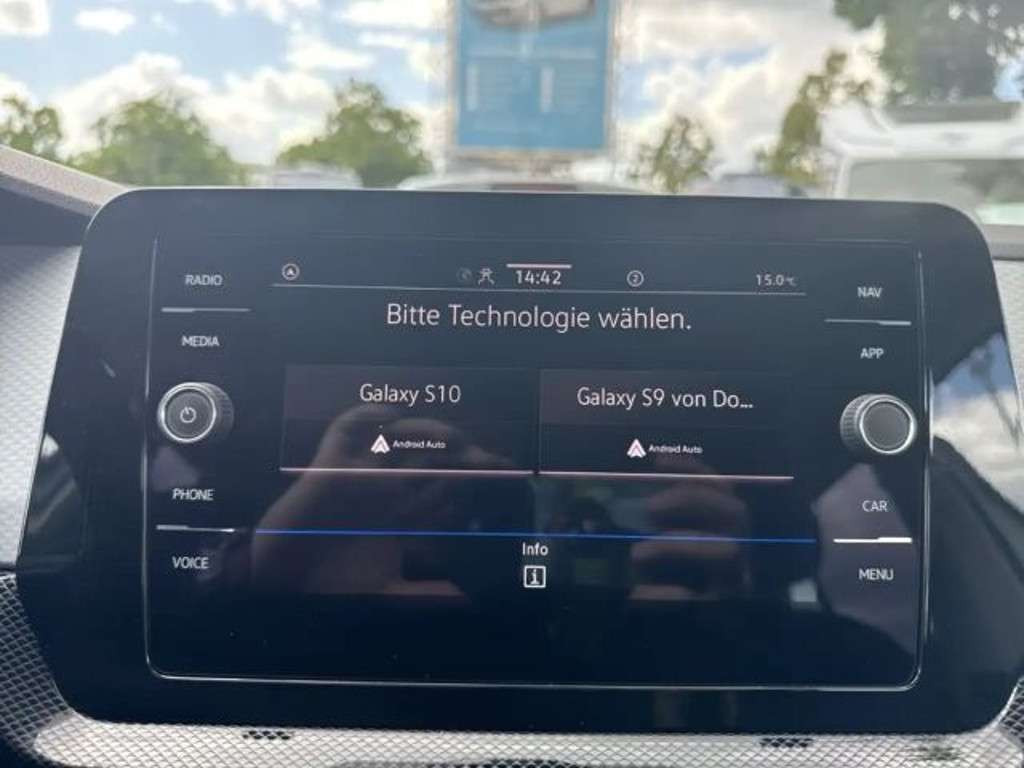 RADIO
MEDIA
PHONE
VOICE
14:42
2
15.0°C
Bitte Technologie wählen.
Galaxy S10
Android Auto
Galaxy S9 von Do...
Android Auto
Info
i
NAV
APP
CAR
MENU